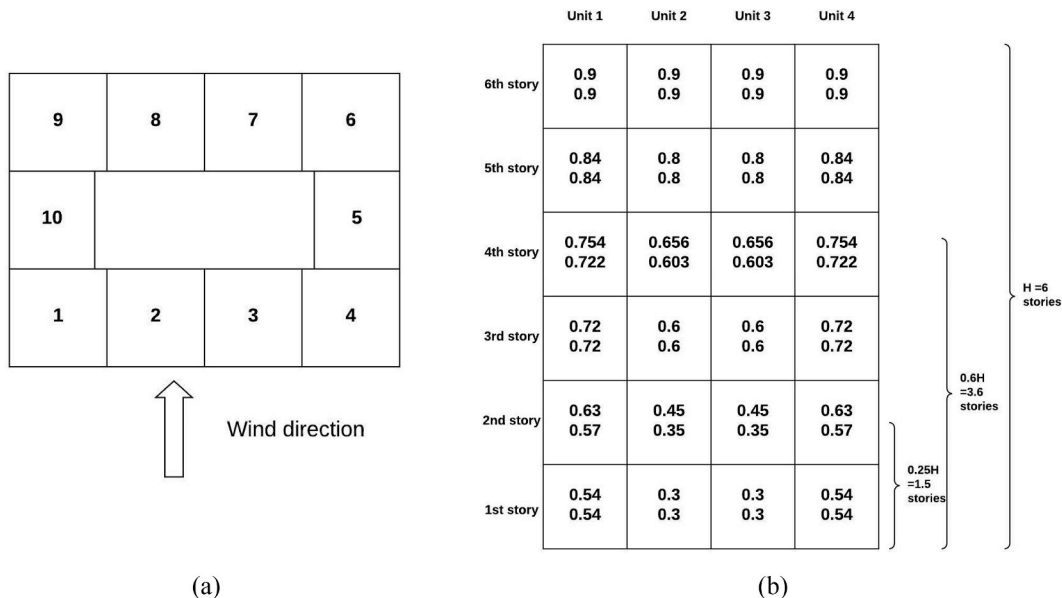 9 8 7 6
10 5
1 2 3 4
Wind direction
(a)
Unit 1 Unit 2 Unit 3 Unit 4
6th story 0.9 0.9 0.9 0.9
0.9 0.9 0.9 0.9
5th story 0.84 0.8 0.8 0.84
0.84 0.8 0.8 0.84
4th story 0.754 0.656 0.656 0.754
0.722 0.603 0.603 0.722
3rd story 0.72 0.6 0.6 0.72
0.72 0.6 0.6 0.72
2nd story 0.63 0.45 0.45 0.63
0.57 0.35 0.35 0.57
1st story 0.54 0.3 0.3 0.54
0.54 0.3 0.3 0.54
0.25H
=1.5
stories
0.6H
=3.6
stories
H =6
stories
(b)